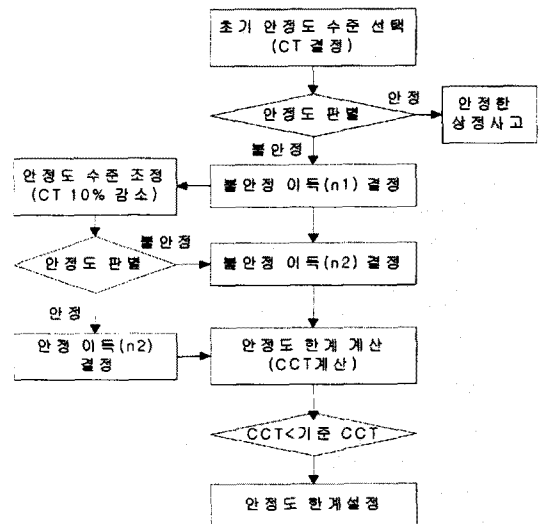 초기 안정도 수준 선택
(CT 결정)
안정도 판별
안정
안정한
상정사고
불안정
안정도 수준 조정
(CT 10% 감소)
불안정 이득(n1) 결정
안정도 판별
불안정
불안정 이득(n2) 결정
안정
안정 이득(n2)
결정
안정도 한계 계산
(CCT계산)
CCT<기준 CCT
안정도 한계설정